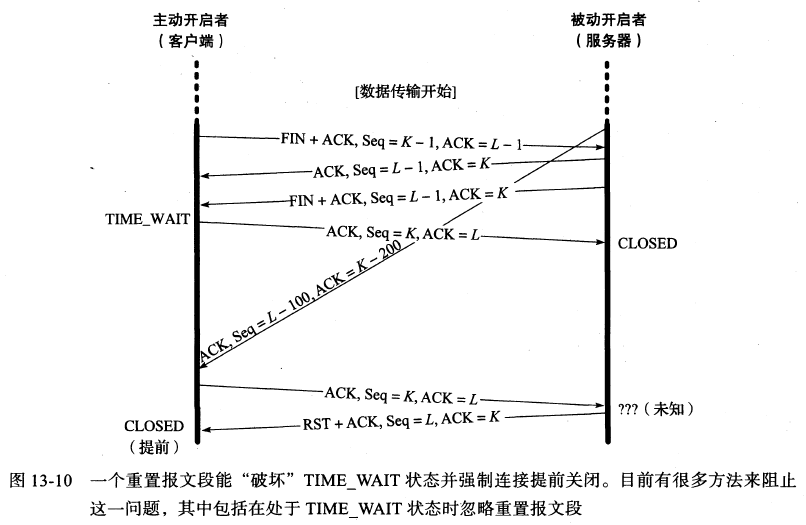 主动开启者
（客户端）
被动开启者
（服务器）
[数据传输开始]
FIN + ACK, Seq = K − 1, ACK = L − 1
ACK, Seq = L − 1, ACK = K
FIN + ACK, Seq = L − 1, ACK = K
TIME_WAIT
ACK, Seq = K, ACK = L
CLOSED
ACK, Seq = L − 100, ACK = K − 200
ACK, Seq = K, ACK = L
???（未知）
RST + ACK, Seq = L, ACK = K
CLOSED
（提前）
图 13-10 一个重置报文段能“破坏”TIME_WAIT 状态并强制连接提前关闭。目前有很多方法来阻止
这一问题，其中包括在处于 TIME_WAIT 状态时忽略重置报文段